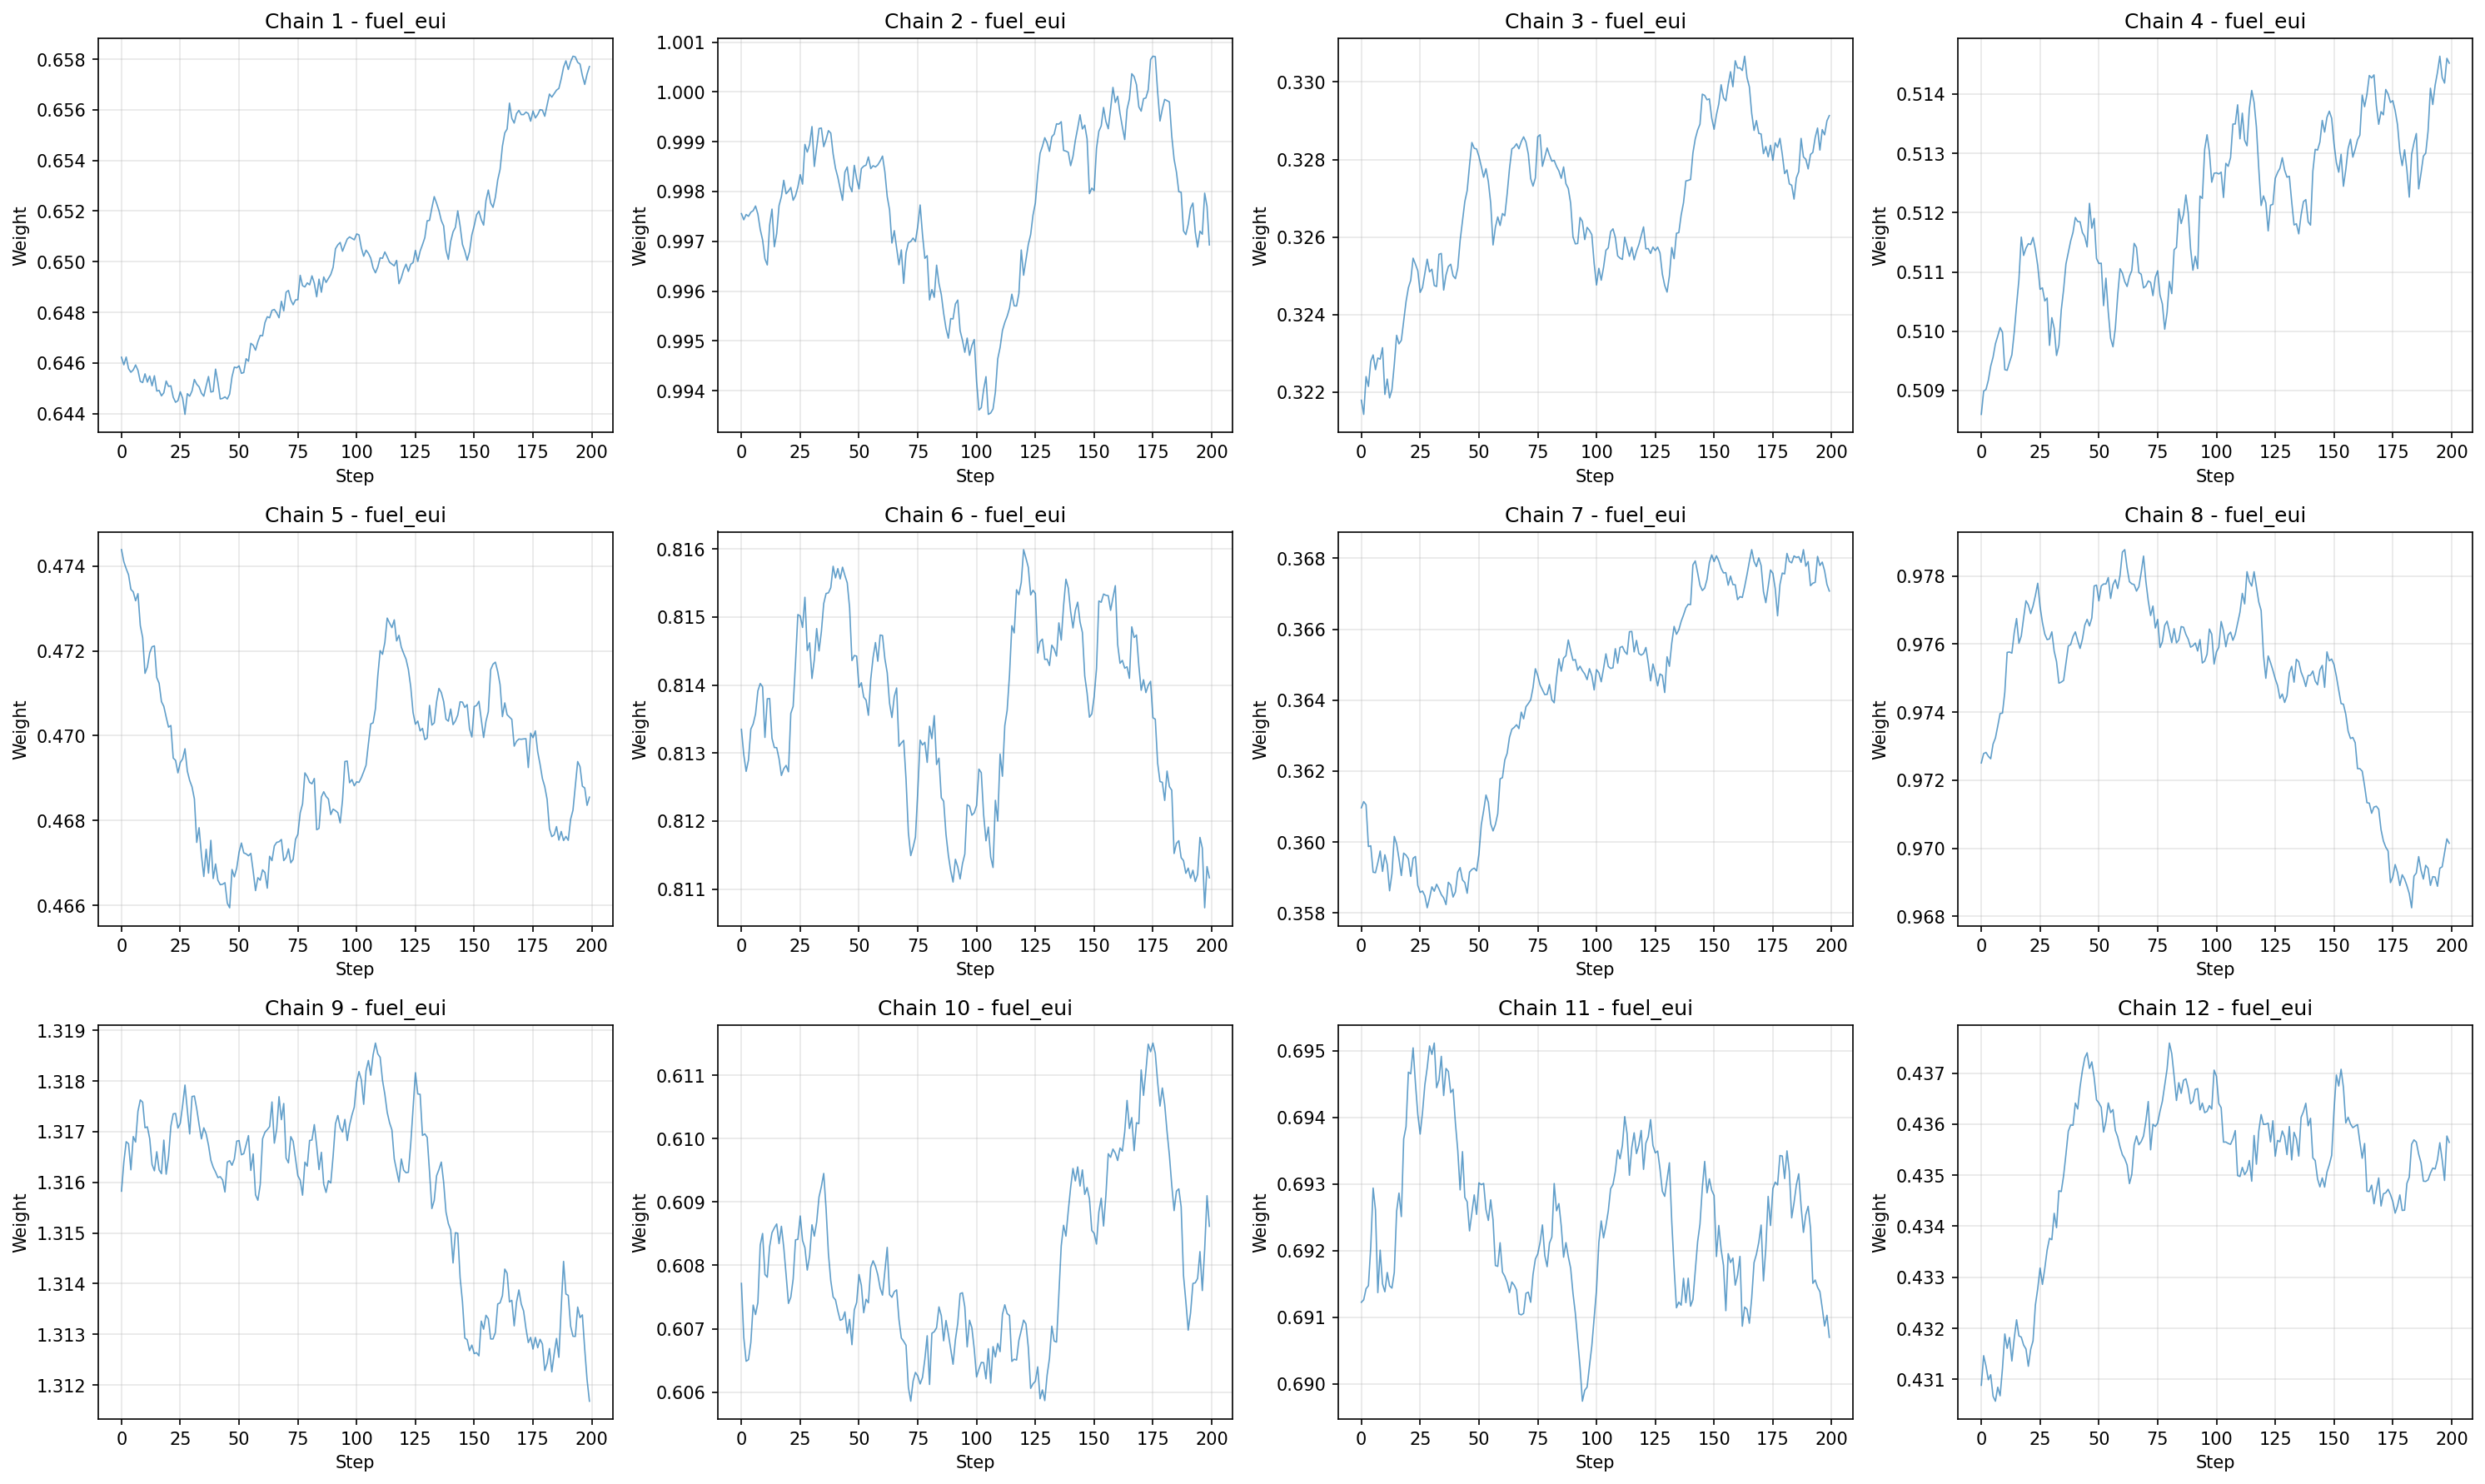 Chain 1 - fuel_eui
Weight
0.658
0.656
0.654
0.652
0.650
0.648
0.646
0.644
0 25 50 75 100 125 150 175 200
Step
Chain 2 - fuel_eui
Weight
1.001
1.000
0.999
0.998
0.997
0.996
0.995
0.994
0 25 50 75 100 125 150 175 200
Step
Chain 3 - fuel_eui
Weight
0.330
0.328
0.326
0.324
0.322
0 25 50 75 100 125 150 175 200
Step
Chain 4 - fuel_eui
Weight
0.514
0.513
0.512
0.511
0.510
0.509
0 25 50 75 100 125 150 175 200
Step
Chain 5 - fuel_eui
Weight
0.474
0.472
0.470
0.468
0.466
0 25 50 75 100 125 150 175 200
Step
Chain 6 - fuel_eui
Weight
0.816
0.815
0.814
0.813
0.812
0.811
0 25 50 75 100 125 150 175 200
Step
Chain 7 - fuel_eui
Weight
0.368
0.366
0.364
0.362
0.360
0.358
0 25 50 75 100 125 150 175 200
Step
Chain 8 - fuel_eui
Weight
0.978
0.976
0.974
0.972
0.970
0.968
0 25 50 75 100 125 150 175 200
Step
Chain 9 - fuel_eui
Weight
1.319
1.318
1.317
1.316
1.315
1.314
1.313
1.312
0 25 50 75 100 125 150 175 200
Step
Chain 10 - fuel_eui
Weight
0.611
0.610
0.609
0.608
0.607
0.606
0 25 50 75 100 125 150 175 200
Step
Chain 11 - fuel_eui
Weight
0.695
0.694
0.693
0.692
0.691
0.690
0 25 50 75 100 125 150 175 200
Step
Chain 12 - fuel_eui
Weight
0.437
0.436
0.435
0.434
0.433
0.432
0.431
0 25 50 75 100 125 150 175 200
Step